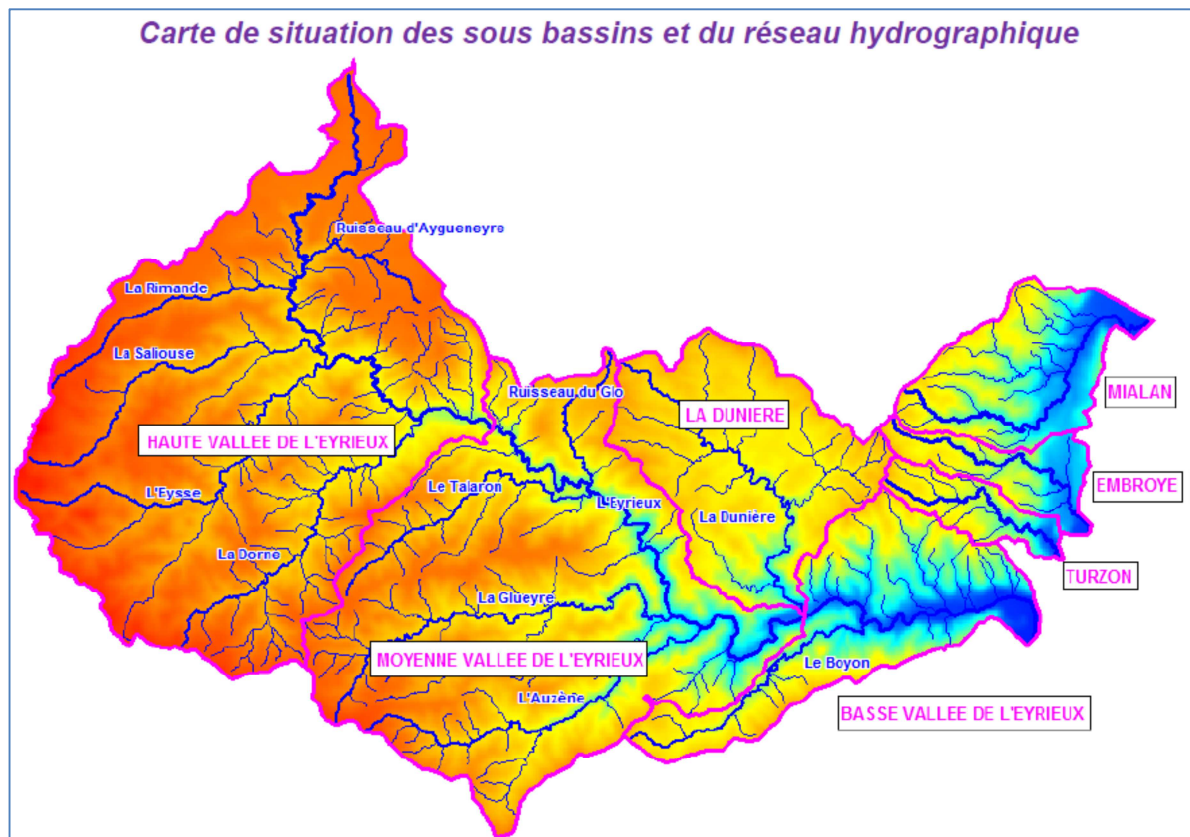 Carte de situation des sous bassins et du réseau hydrographique
Ruisseau d'Aygueneyre
La Rimande
La Saliouse
Ruisseau du Glo
MIALAN
LA DUNIERE
HAUTE VALLEE DE L'EYRIEUX
Le Talaron
EMBROYE
L'Eysse
L'Eyrieux
La Dunière
La Dorne
TURZON
La Glueyre
MOYENNE VALLEE DE L'EYRIEUX
Le Boyon
L'Auzène
BASSE VALLEE DE L'EYRIEUX